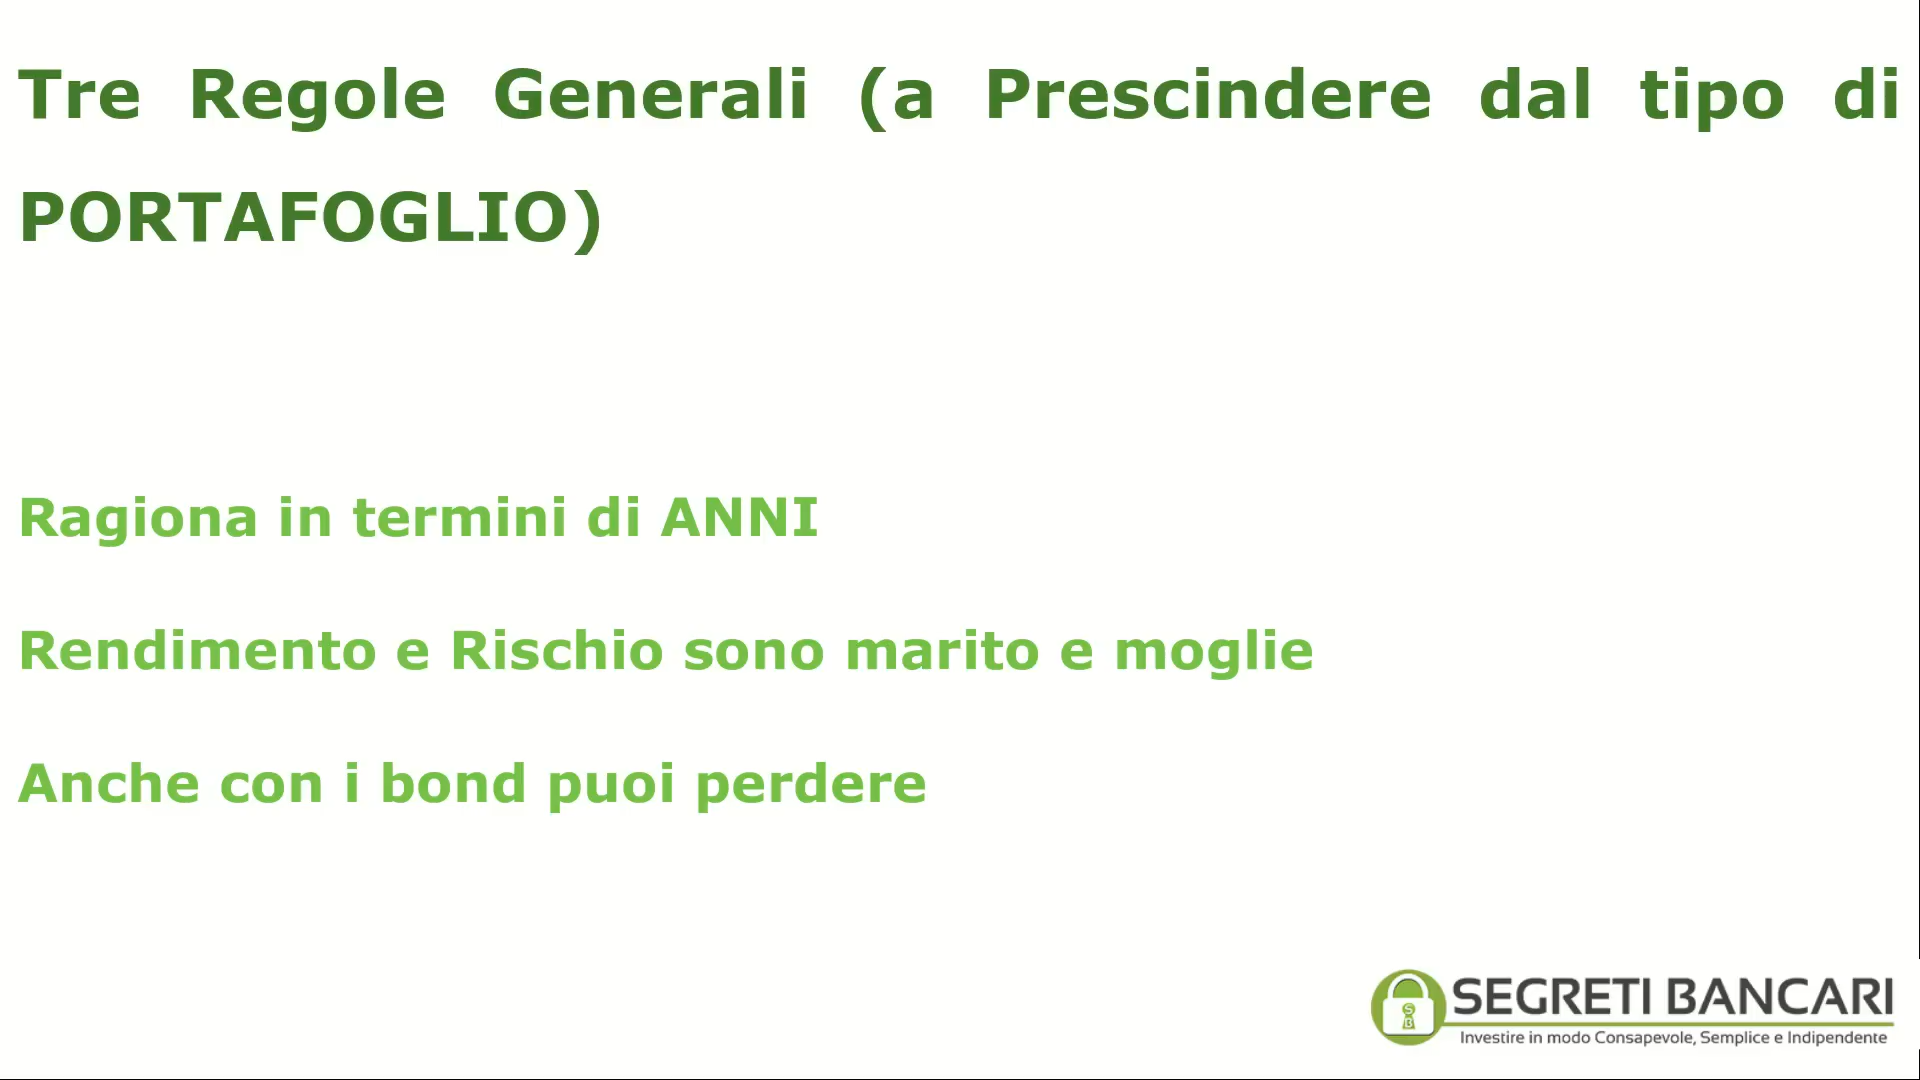 Tre Regole Generali (a Prescindere dal tipo di
PORTAFOGLIO)
Ragiona in termini di ANNI
Rendimento e Rischio sono marito e moglie
Anche con i bond puoi perdere
S
B
SEGRETI BANCARI
Investire in modo Consapevole, Semplice e Indipendente